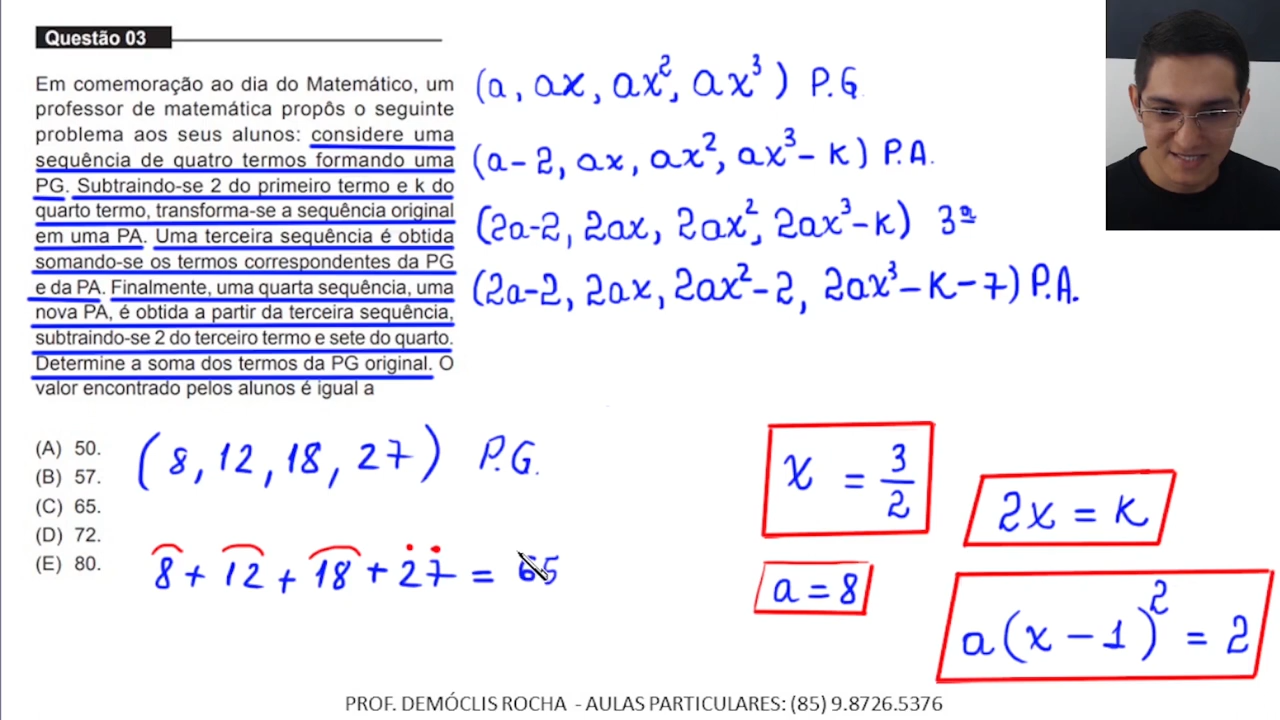 Questão 03
Em comemoração ao dia do Matemático, um
professor de matemática propôs o seguinte
problema aos seus alunos: considere uma
sequência de quatro termos formando uma
PG. Subtraindo-se 2 do primeiro termo e k do
quarto termo, transforma-se a sequência original
em uma PA. Uma terceira sequência é obtida
somando-se os termos correspondentes da PG
e da PA. Finalmente, uma quarta sequência, uma
nova PA, é obtida a partir da terceira sequência,
subtraindo-se 2 do terceiro termo e sete do quarto.
Determine a soma dos termos da PG original. O
valor encontrado pelos alunos é igual a
(A) 50.
(B) 57.
(C) 65.
(D) 72.
(E) 80.
(a, ax, ax², ax³) P.G.
(a-2, ax, ax², ax³-k) P.A.
(2a-2, 2ax, 2ax², 2ax³-k) 3ª
(2a-2, 2ax, 2ax²-2, 2ax³-k-7) P.A.
(8, 12, 18, 27) P.G.
8 + 12 + 18 + 27 = 65
x = 3/2
2x = k
a = 8
a(x-1)² = 2
PROF. DEMÓCLIS ROCHA - AULAS PARTICULARES: (85) 9.8726.5376